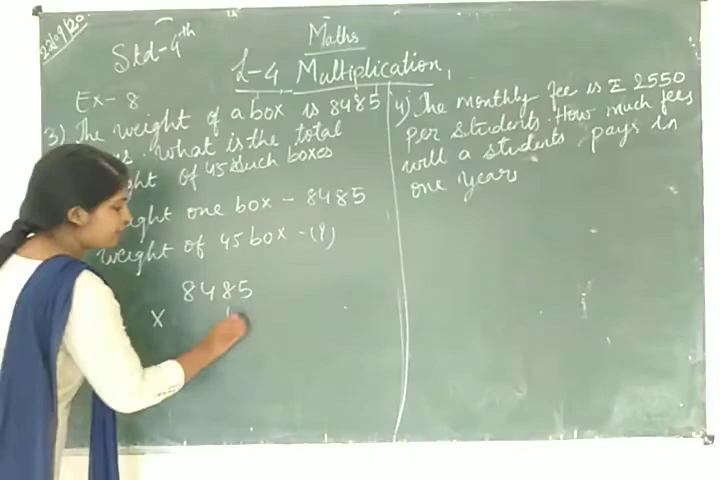 22/09/20
Std-4th
Maths
L-4 Multiplication,
Ex-8
3) The weight of a box is 8485
What is the total
of 45 such boxes
one box - 8485
weight of 45 box - (?)
8485
X
4) The monthly fee is ₹ 2550
per students. How much fees
will a students pays in
one year